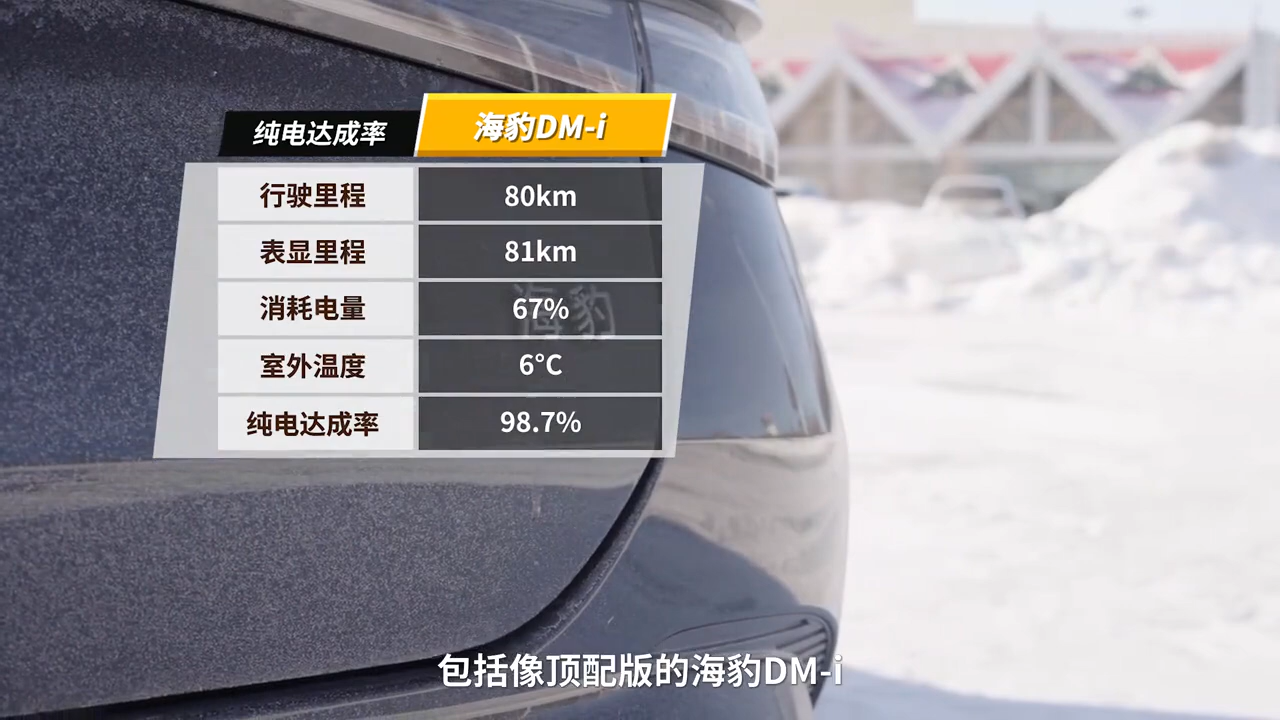 纯电达成率 海豹DM-i
行驶里程 80km
表显里程 81km
消耗电量 67%
室外温度 6°C
纯电达成率 98.7%
海豹
包括像顶配版的海豹DM-i